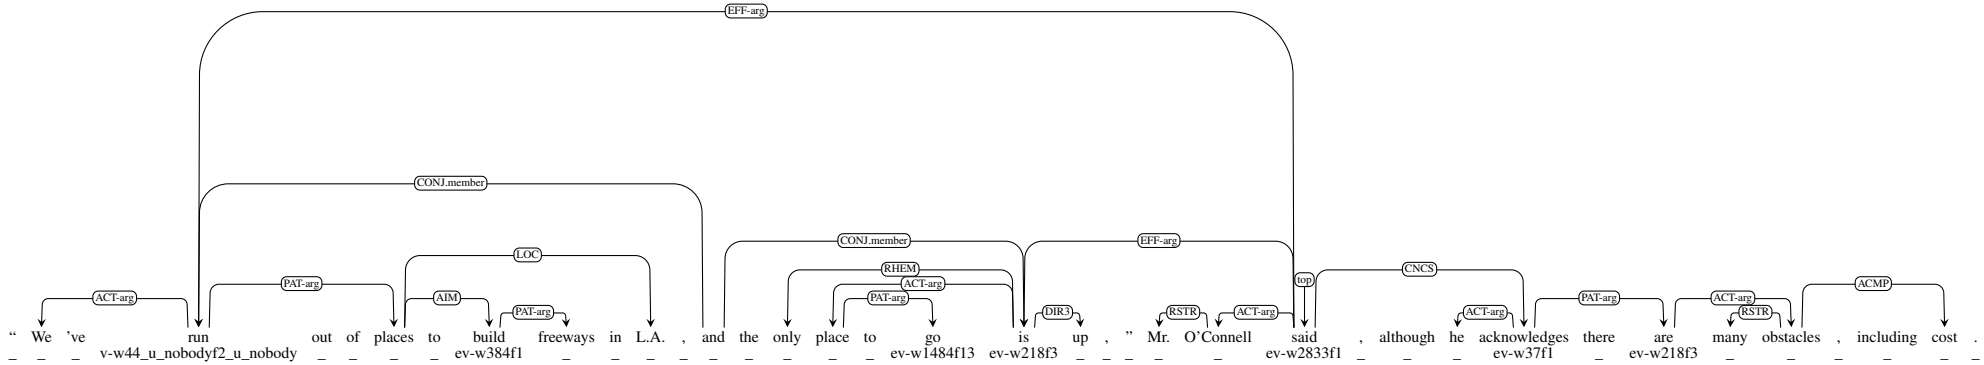 EFF-arg
CONJ.member
CONJ.member EFF-arg
LOC
RHEM CNCS
top
PAT-arg ACT-arg PAT-arg ACMP
ACT-arg AIM PAT-arg ACT-arg
PAT-arg DIR3 RSTR ACT-arg ACT-arg RSTR
“ We ’ve run out of places to build freeways in L.A. , and the only place to go is up , ” Mr. O’Connell said , although he acknowledges there are many obstacles , including cost .
_ _ _ v-w44_u_nobodyf2_u_nobody _ _ _ _ ev-w384f1 _ _ _ _ _ _ _ _ _ ev-w1484f13 ev-w218f3 _ _ _ _ _ ev-w2833f1 _ _ _ ev-w37f1 _ ev-w218f3 _ _ _ _ _ _